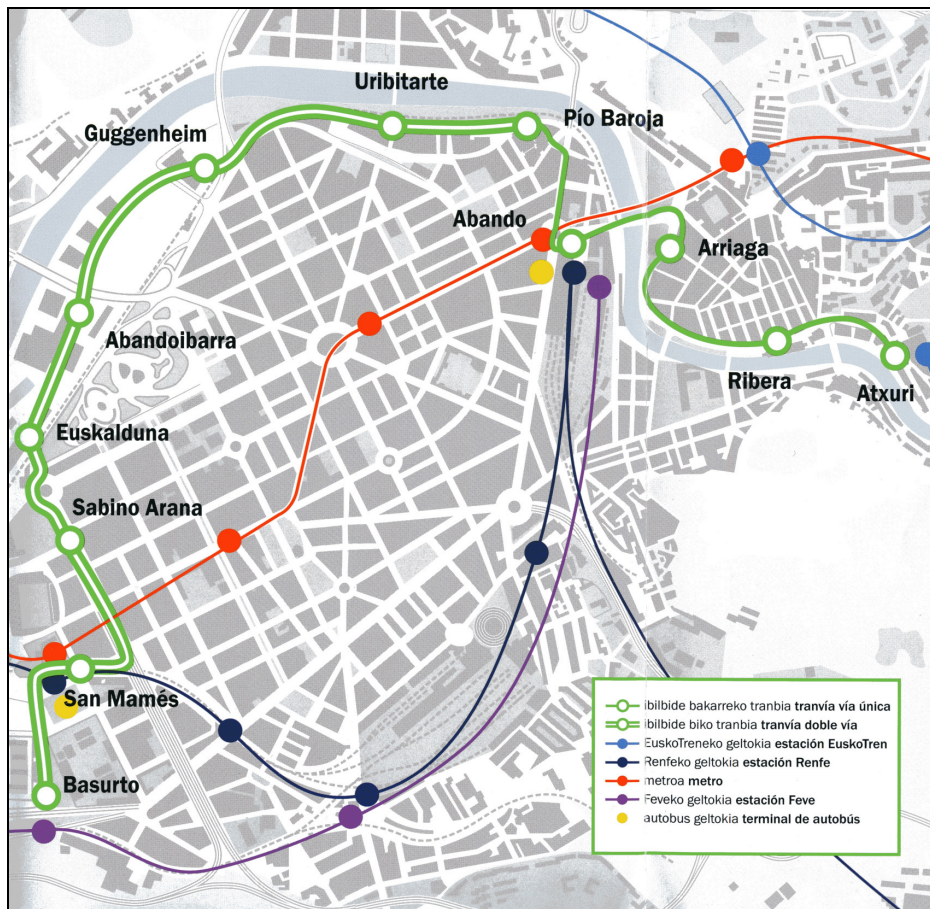 Uribitarte
Pío Baroja
Guggenheim
Abando
Arriaga
Abandoibarra
Ribera
Atxuri
Euskalduna
Sabino Arana
San Mamés
Basurto
ibilbide bakarreko tranbia tranvía vía única
ibilbide biko tranbia tranvía doble vía
EuskoTreneko geltokia estación EuskoTren
Renfeko geltokia estación Renfe
metroa metro
Feveko geltokia estación Feve
autobus geltokia terminal de autobús